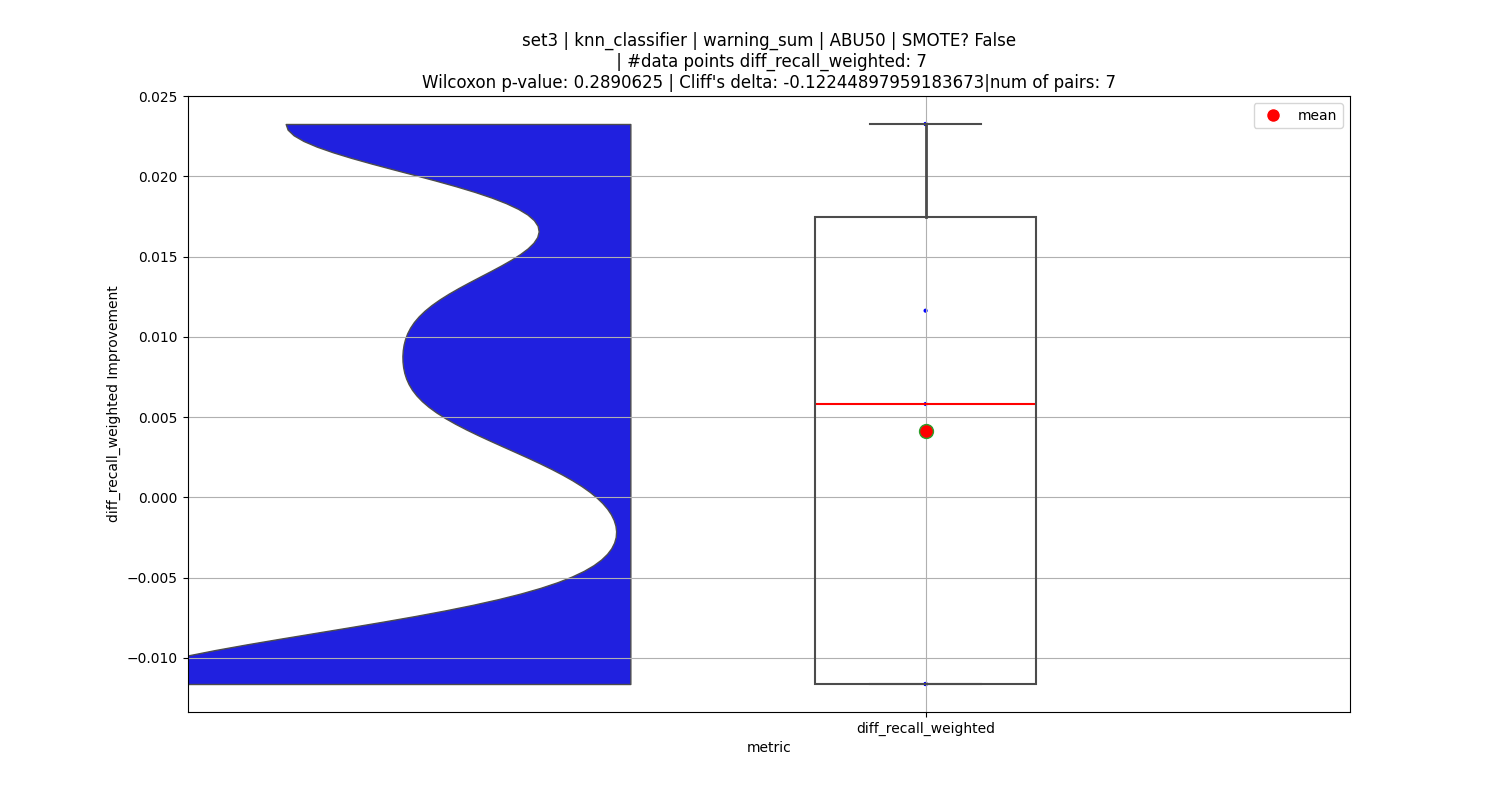 set3 | knn_classifier | warning_sum | ABU50 | SMOTE? False
| #data points diff_recall_weighted: 7
Wilcoxon p-value: 0.2890625 | Cliff's delta: -0.12244897959183673|num of pairs: 7
mean
0.025
0.020
0.015
0.010
0.005
0.000
−0.005
−0.010
diff_recall_weighted Improvement
diff_recall_weighted
metric